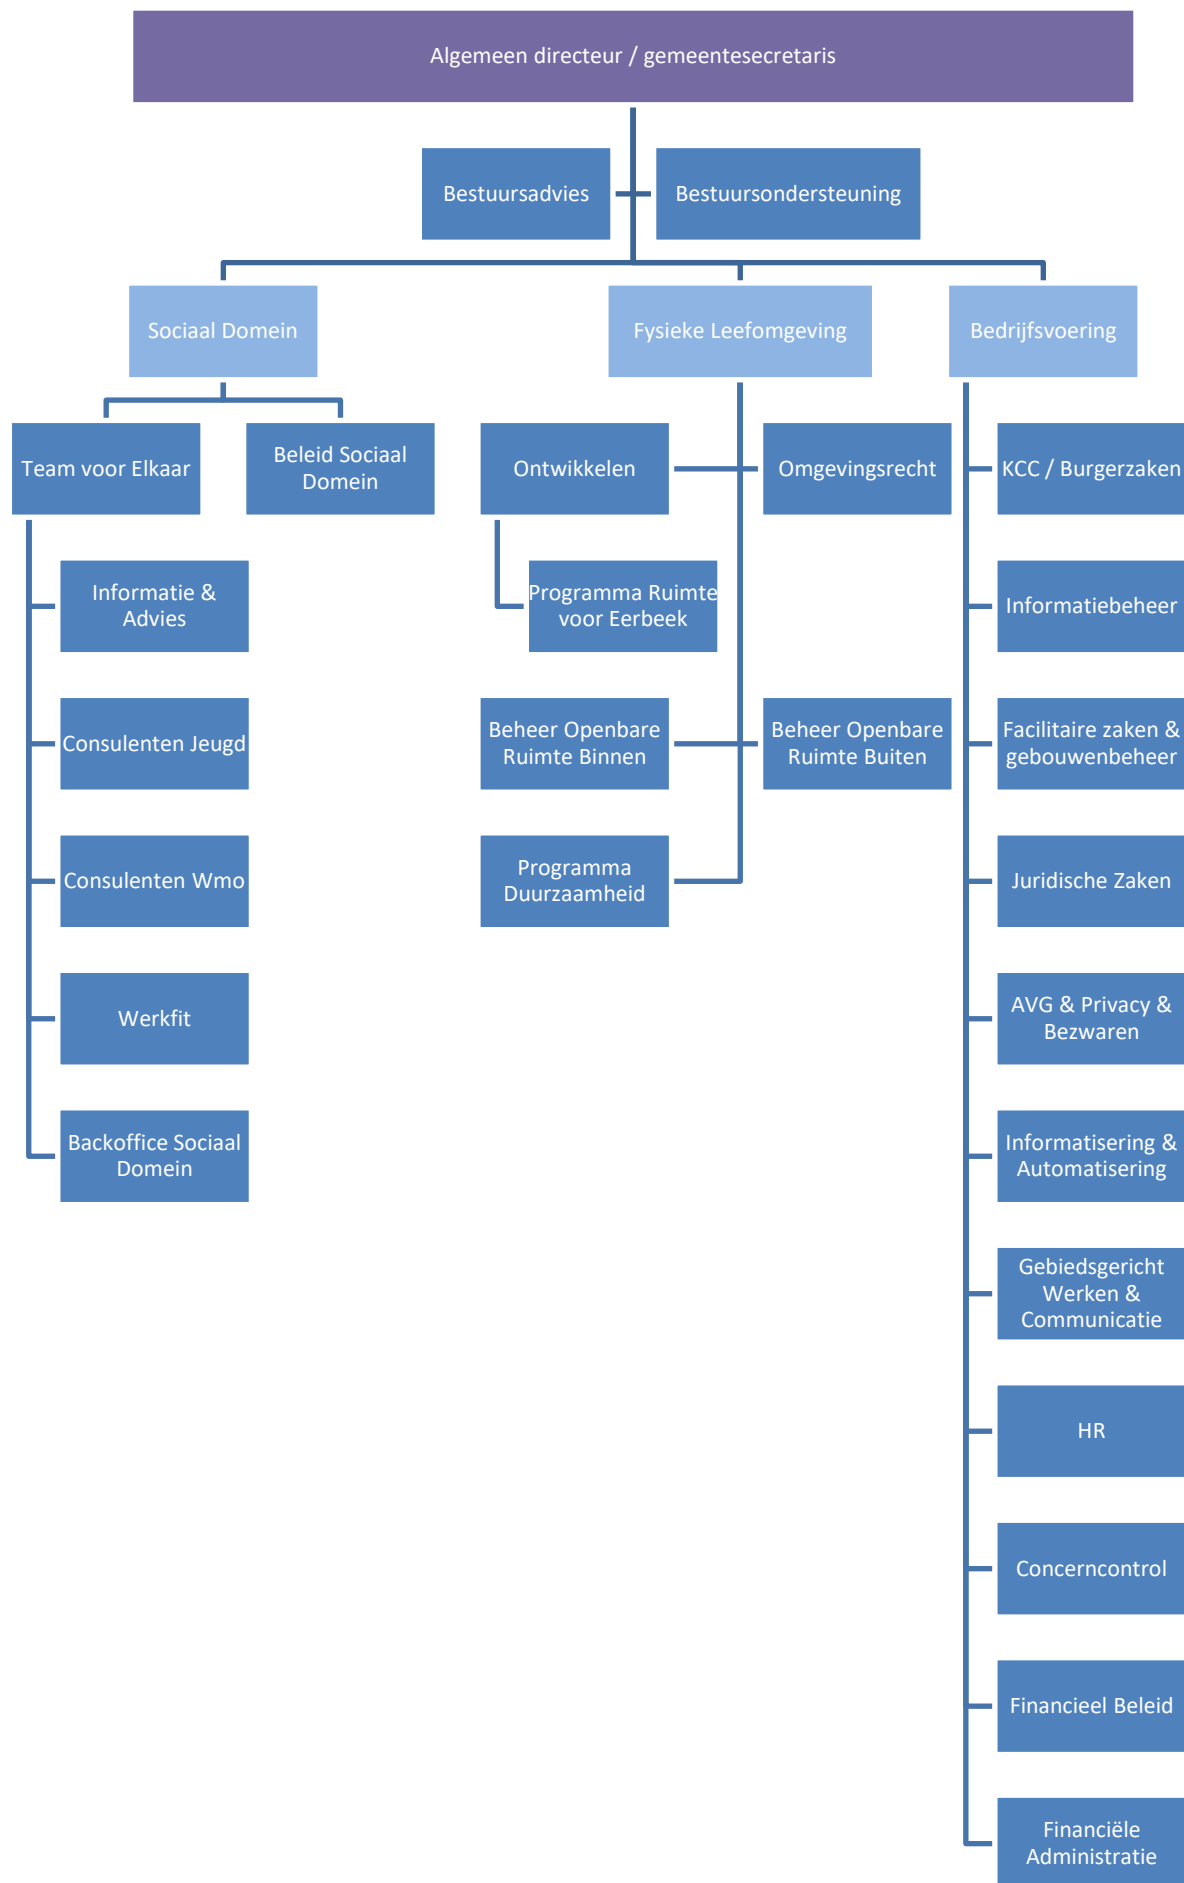 Algemeen directeur / gemeentesecretaris
Bestuursadvies
Bestuursondersteuning
Sociaal Domein
Fysieke Leefomgeving
Bedrijfsvoering
Team voor Elkaar
Beleid Sociaal
Domein
Informatie &
Advies
Consulenten Jeugd
Consulenten Wmo
Werkfit
Backoffice Sociaal
Domein
Ontwikkelen
Omgevingsrecht
Programma Ruimte
voor Eerbeek
Beheer Openbare
Ruimte Binnen
Beheer Openbare
Ruimte Buiten
Programma
Duurzaamheid
KCC / Burgerzaken
Informatiebeheer
Facilitaire zaken &
gebouwenbeheer
Juridische Zaken
AVG & Privacy &
Bezwaren
Informatisering &
Automatisering
Gebiedsgericht
Werken &
Communicatie
HR
Concerncontrol
Financieel Beleid
Financiële
Administratie